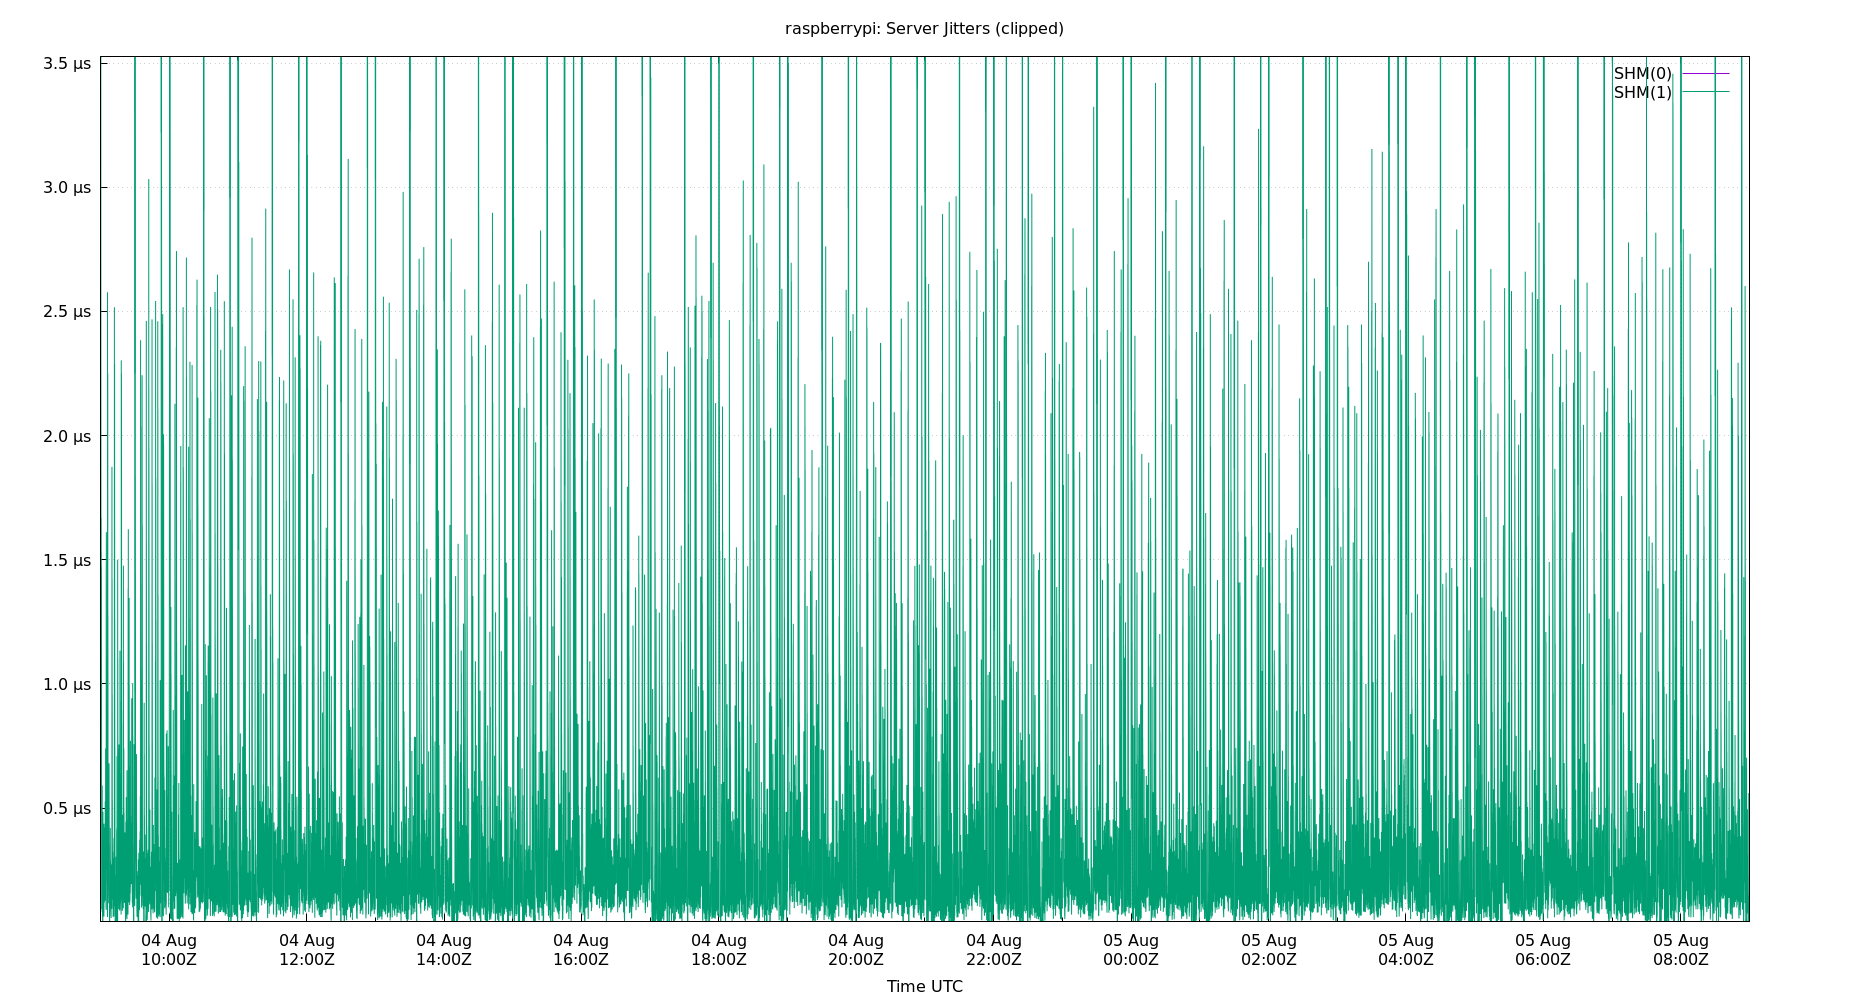 raspberrypi: Server Jitters (clipped)
3.5 µs
SHM(0)
SHM(1)
3.0 µs
2.5 µs
2.0 µs
1.5 µs
1.0 µs
0.5 µs
04 Aug 04 Aug 04 Aug 04 Aug 04 Aug 04 Aug 04 Aug 05 Aug 05 Aug 05 Aug 05 Aug 05 Aug
10:00Z 12:00Z 14:00Z 16:00Z 18:00Z 20:00Z 22:00Z 00:00Z 02:00Z 04:00Z 06:00Z 08:00Z
Time UTC